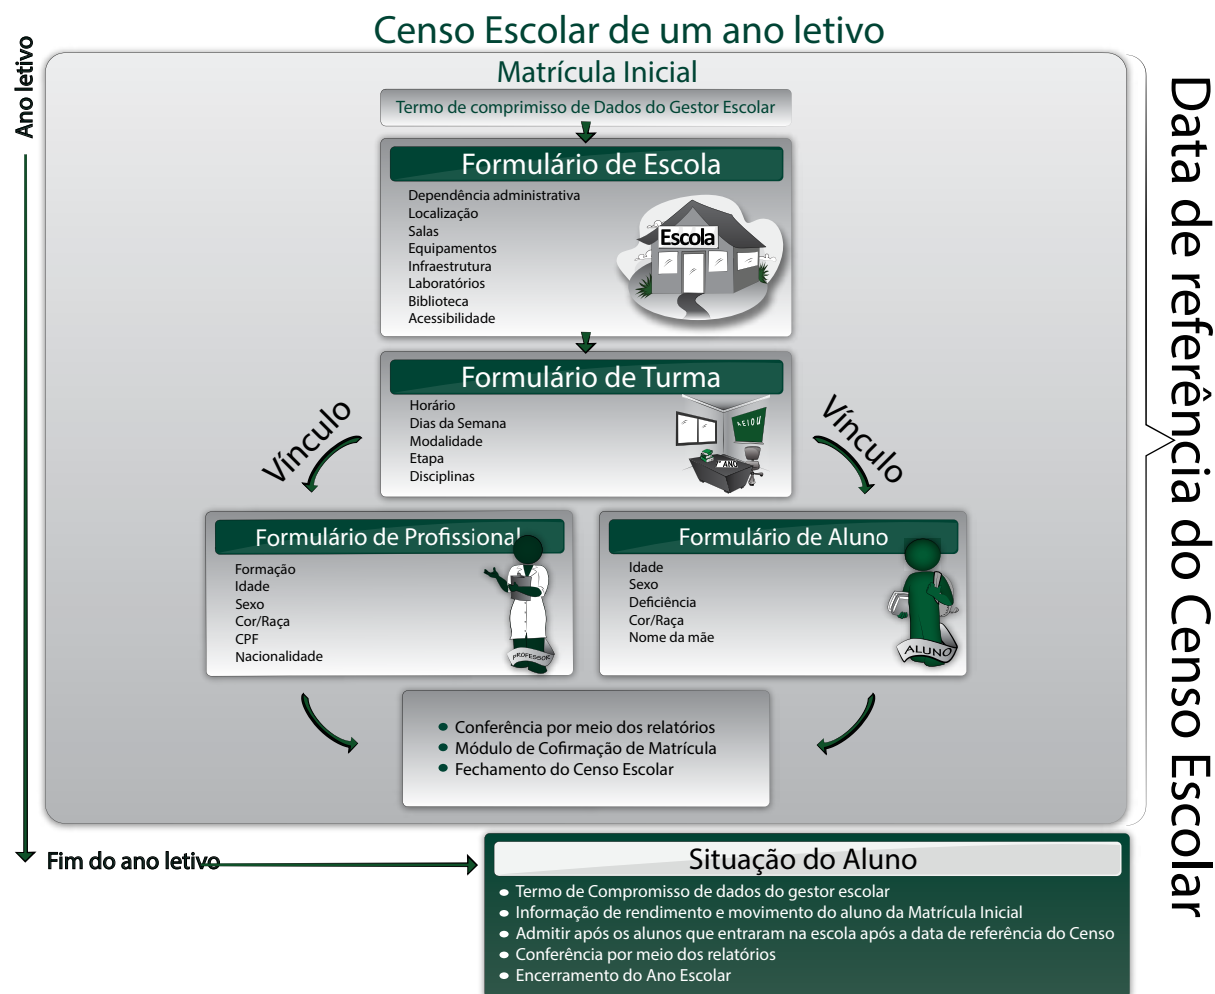 Censo Escolar de um ano letivo
Ano letivo
Matrícula Inicial
Termo de comprimisso de Dados do Gestor Escolar
Formulário de Escola
Dependência administrativa
Localização
Salas
Equipamentos
Infraestrutura
Laboratórios
Biblioteca
Acessibilidade
Escola
Formulário de Turma
Horário
Dias da Semana
Modalidade
Etapa
Disciplinas
AEIOU
1º ANO
Vínculo
Vínculo
Formulário de Profissional
Formação
Idade
Sexo
Cor/Raça
CPF
Nacionalidade
PROFESSOR
Formulário de Aluno
Idade
Sexo
Deficiência
Cor/Raça
Nome da mãe
ALUNO
Conferência por meio dos relatórios
Módulo de Cofirmação de Matrícula
Fechamento do Censo Escolar
Data de referência do Censo Escolar
Fim do ano letivo
Situação do Aluno
Termo de Compromisso de dados do gestor escolar
Informação de rendimento e movimento do aluno da Matrícula Inicial
Admitir após os alunos que entraram na escola após a data de referência do Censo
Conferência por meio dos relatórios
Encerramento do Ano Escolar